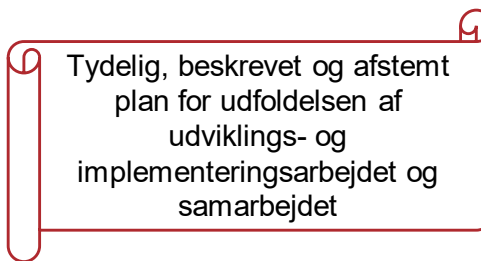 Tydelig, beskrevet og afstemt
plan for udfoldelsen af
udviklings- og
implementeringsarbejdet og
samarbejdet